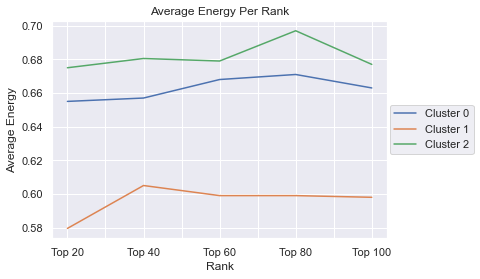 Average Energy Per Rank
0.70
0.68
0.66
0.64
0.62
0.60
0.58
Average Energy
Top 20 Top 40 Top 60 Top 80 Top 100
Rank
Cluster 0
Cluster 1
Cluster 2